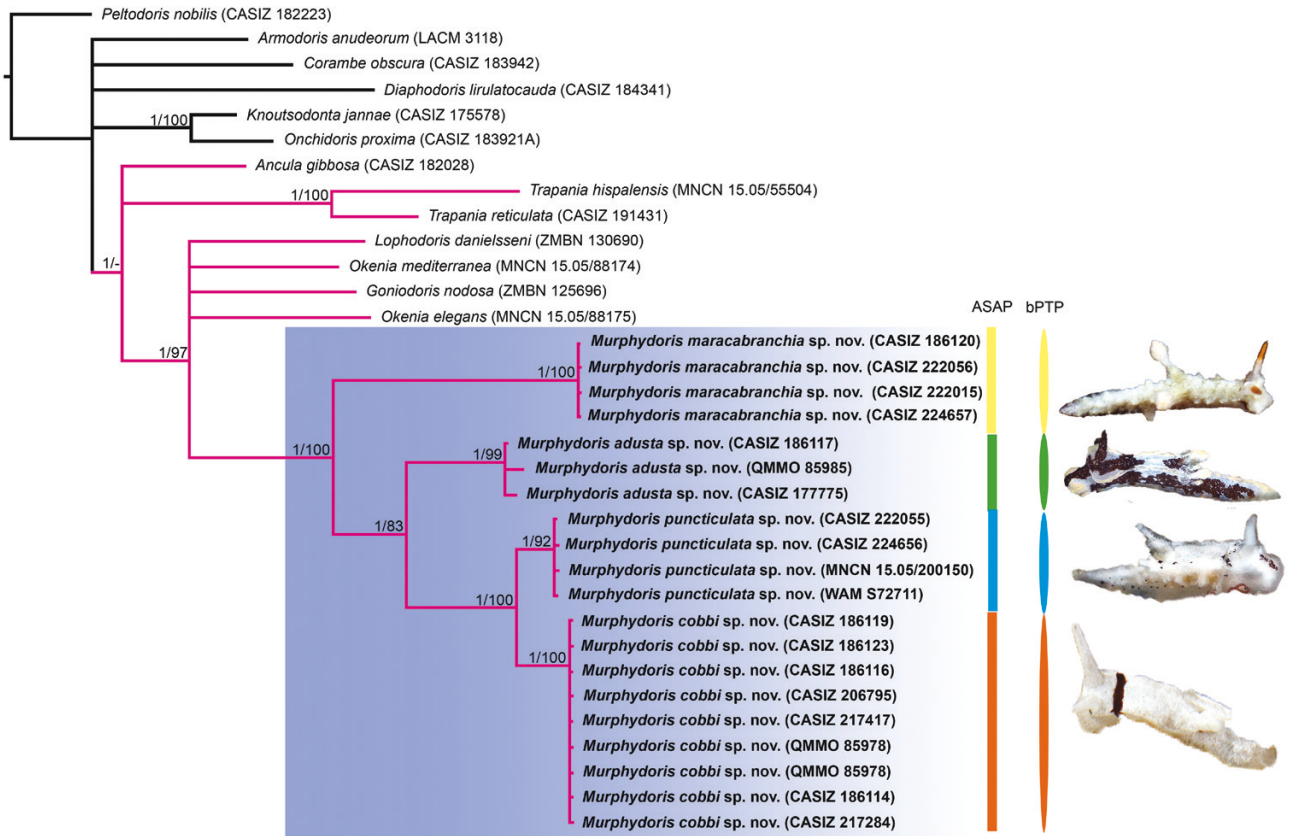 Peltodoris nobilis (CASIZ 182223)
Armodoris anudeorum (LACM 3118)
Corambe obscura (CASIZ 183942)
Diaphodoris lirulatocauda (CASIZ 184341)
Knoutsodonta jannae (CASIZ 175578)
1/100
Onchidoris proxima (CASIZ 183921A)
Ancula gibbosa (CASIZ 182028)
Trapania hispalensis (MNCN 15.05/55504)
1/100
Trapania reticulata (CASIZ 191431)
Lophodoris danielsseni (ZMBN 130690)
1/-
Okenia mediterranea (MNCN 15.05/88174)
Goniodoris nodosa (ZMBN 125696)
Okenia elegans (MNCN 15.05/88175)
ASAP bPTP
1/97
Murphydoris maracabranchia sp. nov. (CASIZ 186120)
Murphydoris maracabranchia sp. nov. (CASIZ 222056)
1/100
Murphydoris maracabranchia sp. nov. (CASIZ 222015)
Murphydoris maracabranchia sp. nov. (CASIZ 224657)
1/100
Murphydoris adusta sp. nov. (CASIZ 186117)
1/99
Murphydoris adusta sp. nov. (QMMO 85985)
Murphydoris adusta sp. nov. (CASIZ 177775)
1/83
Murphydoris puncticulata sp. nov. (CASIZ 222055)
1/92
Murphydoris puncticulata sp. nov. (CASIZ 224656)
Murphydoris puncticulata sp. nov. (MNCN 15.05/200150)
Murphydoris puncticulata sp. nov. (WAM S72711)
1/100
Murphydoris cobbi sp. nov. (CASIZ 186119)
Murphydoris cobbi sp. nov. (CASIZ 186123)
1/100
Murphydoris cobbi sp. nov. (CASIZ 186116)
Murphydoris cobbi sp. nov. (CASIZ 206795)
Murphydoris cobbi sp. nov. (CASIZ 217417)
Murphydoris cobbi sp. nov. (QMMO 85978)
Murphydoris cobbi sp. nov. (QMMO 85978)
Murphydoris cobbi sp. nov. (CASIZ 186114)
Murphydoris cobbi sp. nov. (CASIZ 217284)